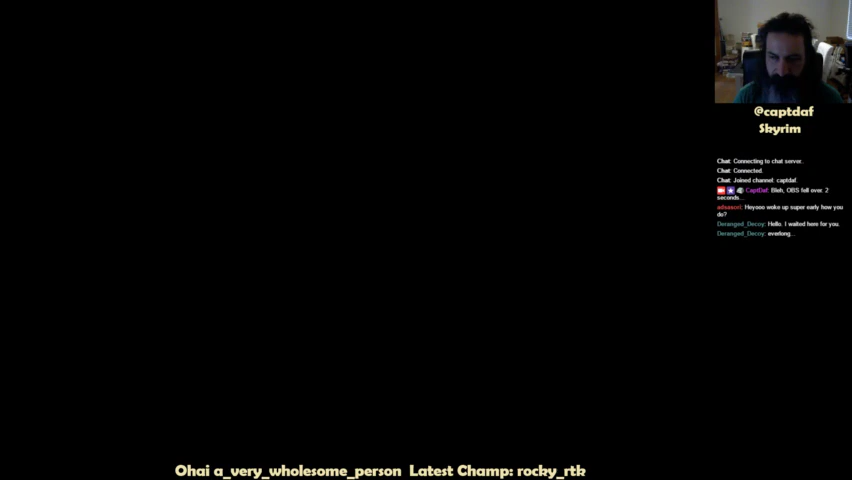 @captdaf
Skyrim
Chat: Connecting to chat server..
Chat: Connected.
Chat: Joined channel: captdaf.
CaptDaf: Bleh, OBS fell over. 2
seconds...
adsaxort: Heyooo woke up super early how you
do?
Deranged_Decoy: Hello. I waited here for you.
Deranged_Decoy: everlong...
Ohai a_very_wholesome_person Latest Champ: rocky_rtk